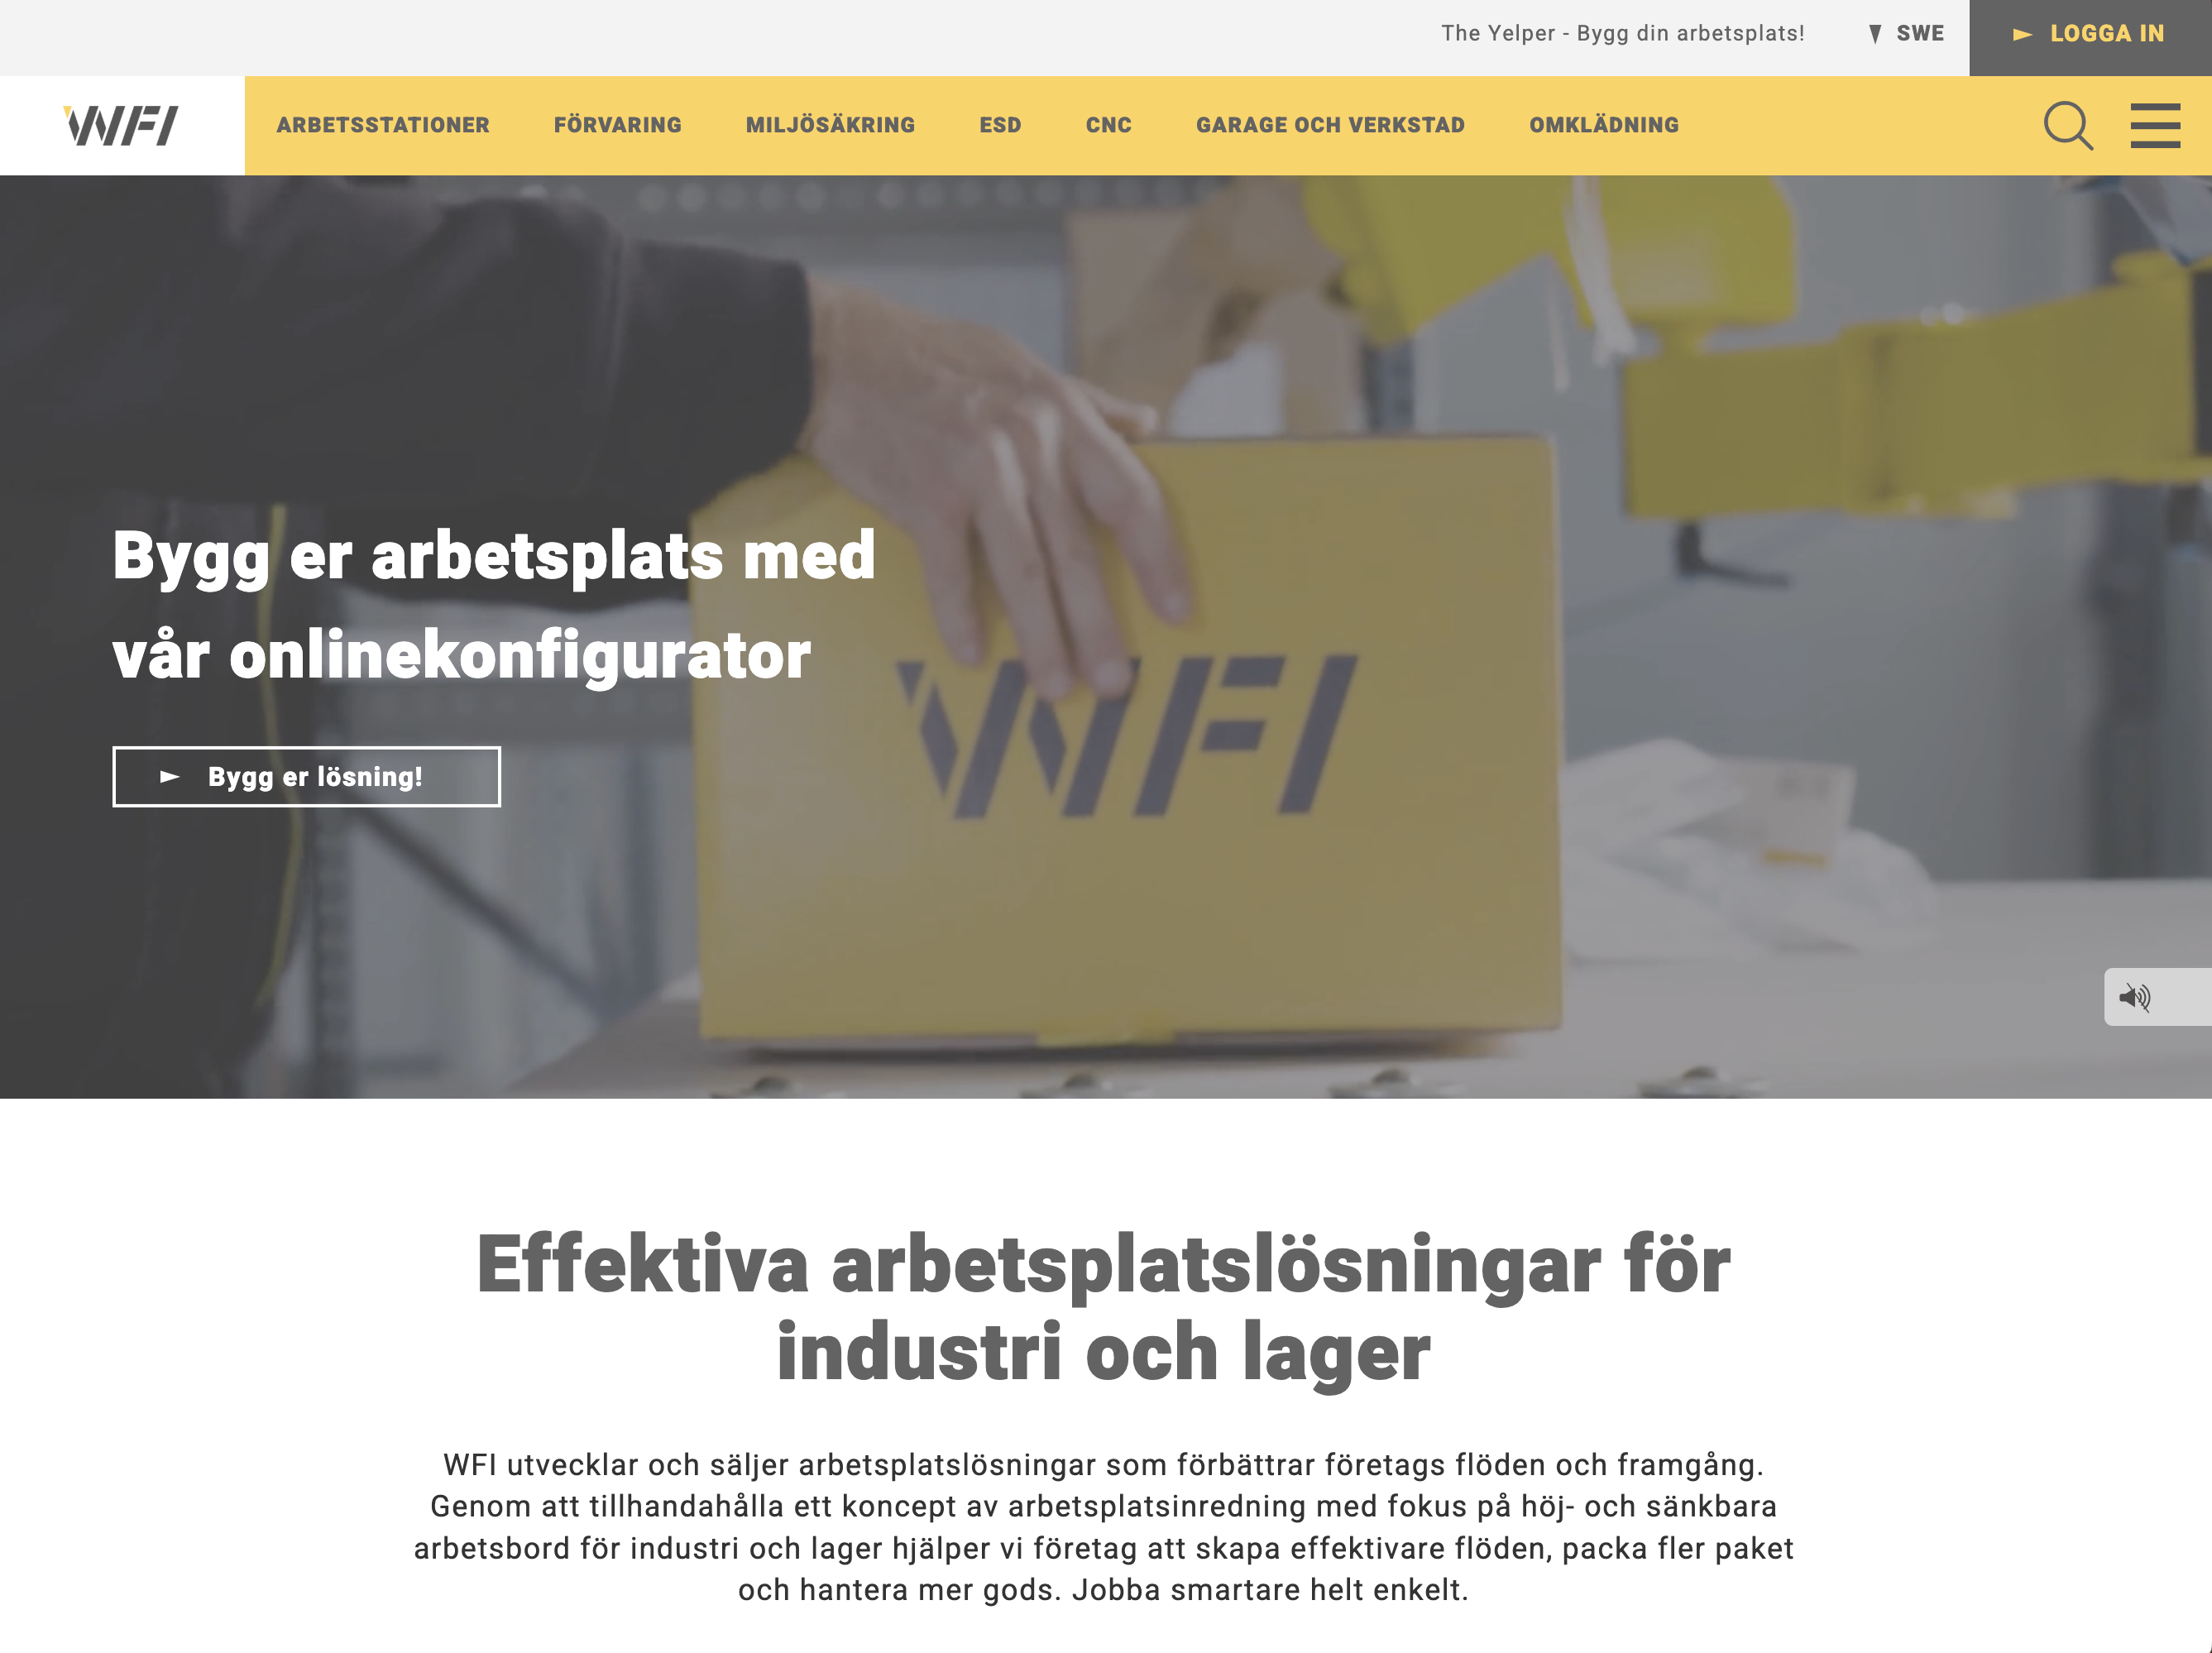 The Yelper - Bygg din arbetsplats!
SWE
LOGGA IN
WFI
ARBETSSTATIONER
FÖRVARING
MILJÖSÄKRING
ESD
CNC
GARAGE OCH VERKSTAD
OMKLÄDNING
Bygg er arbetsplats med
vår onlinekonfigurator
Bygg er lösning!
WFI
Effektiva arbetsplatslösningar för
industri och lager
WFI utvecklar och säljer arbetsplatslösningar som förbättrar företags flöden och framgång.
Genom att tillhandahålla ett koncept av arbetsplatsinredning med fokus på höj- och sänkbara
arbetsbord för industri och lager hjälper vi företag att skapa effektivare flöden, packa fler paket
och hantera mer gods. Jobba smartare helt enkelt.